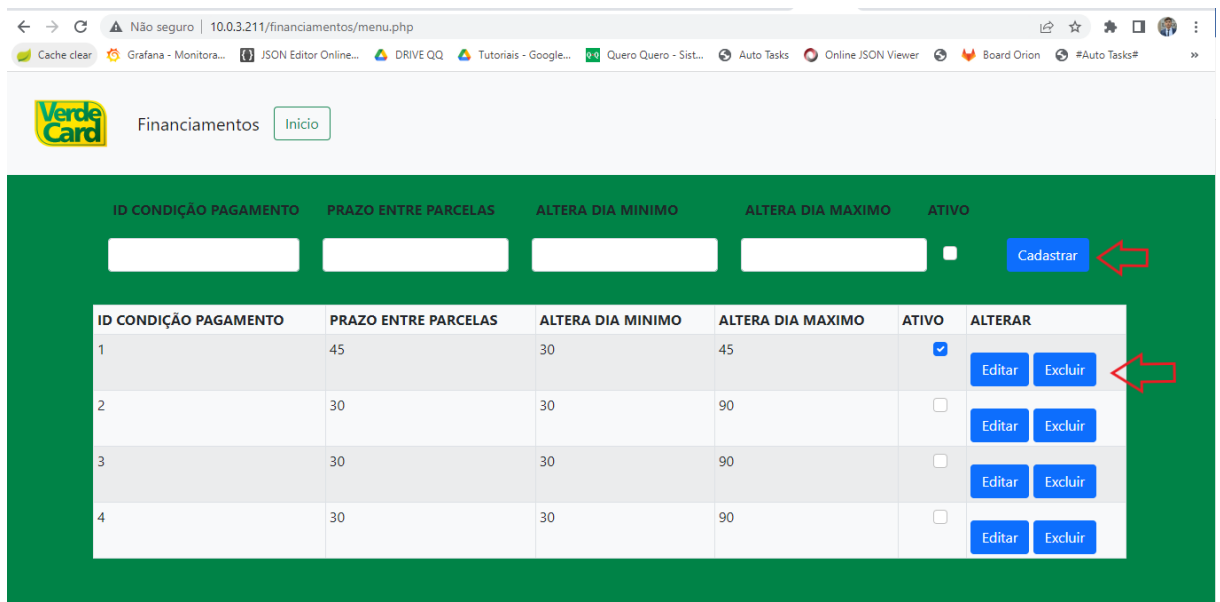 Não seguro | 10.0.3.211/financiamentos/menu.php
Cache clear Grafana - Monitora... JSON Editor Online... DRIVE QQ Tutoriais - Google... Quero Quero - Sist... Auto Tasks Online JSON Viewer Board Orion #Auto Tasks# »
Verde
Card
Financiamentos Inicio
ID CONDIÇÃO PAGAMENTO PRAZO ENTRE PARCELAS ALTERA DIA MINIMO ALTERA DIA MAXIMO ATIVO
Cadastrar
ID CONDIÇÃO PAGAMENTO PRAZO ENTRE PARCELAS ALTERA DIA MINIMO ALTERA DIA MAXIMO ATIVO ALTERAR
1 45 30 45
Editar Excluir
2 30 30 90
Editar Excluir
3 30 30 90
Editar Excluir
4 30 30 90
Editar Excluir